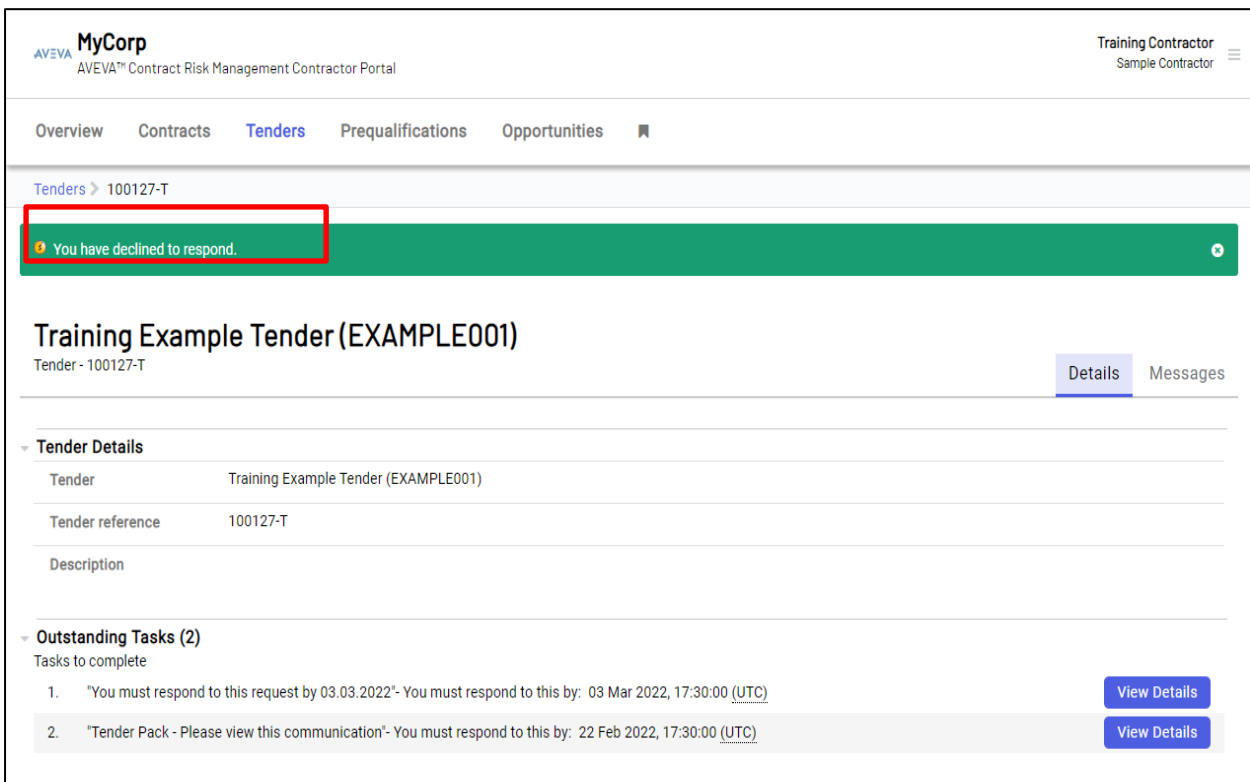 AVEVA MyCorp
AVEVA™ Contract Risk Management Contractor Portal
Training Contractor
Sample Contractor
Overview Contracts Tenders Prequalifications Opportunities
Tenders > 100127-T
You have declined to respond.
Training Example Tender (EXAMPLE001)
Tender - 100127-T
Details Messages
Tender Details
Tender Training Example Tender (EXAMPLE001)
Tender reference 100127-T
Description
Outstanding Tasks (2)
Tasks to complete
1. "You must respond to this request by 03.03.2022"- You must respond to this by: 03 Mar 2022, 17:30:00 (UTC) View Details
2. "Tender Pack - Please view this communication"- You must respond to this by: 22 Feb 2022, 17:30:00 (UTC) View Details